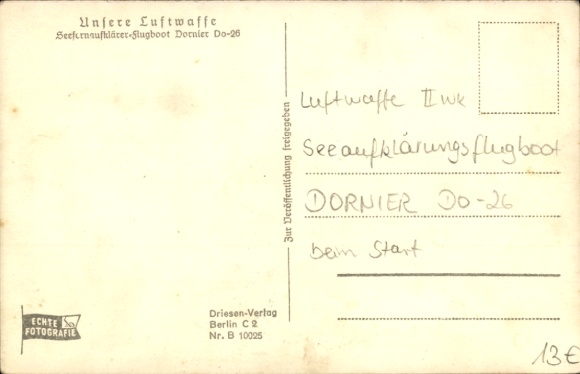 Unsere Luftwaffe
Seefernaufklärer-Flugboot Dornier Do-26
Zur Veröffentlichung freigegeben
Luftwaffe II wk
Seeaufklärungsflugboot
DORNIER Do-26
beim Start
ECHTE
FOTOGRAFIE
Driesen-Verlag
Berlin C 2
Nr. B 10025
13€